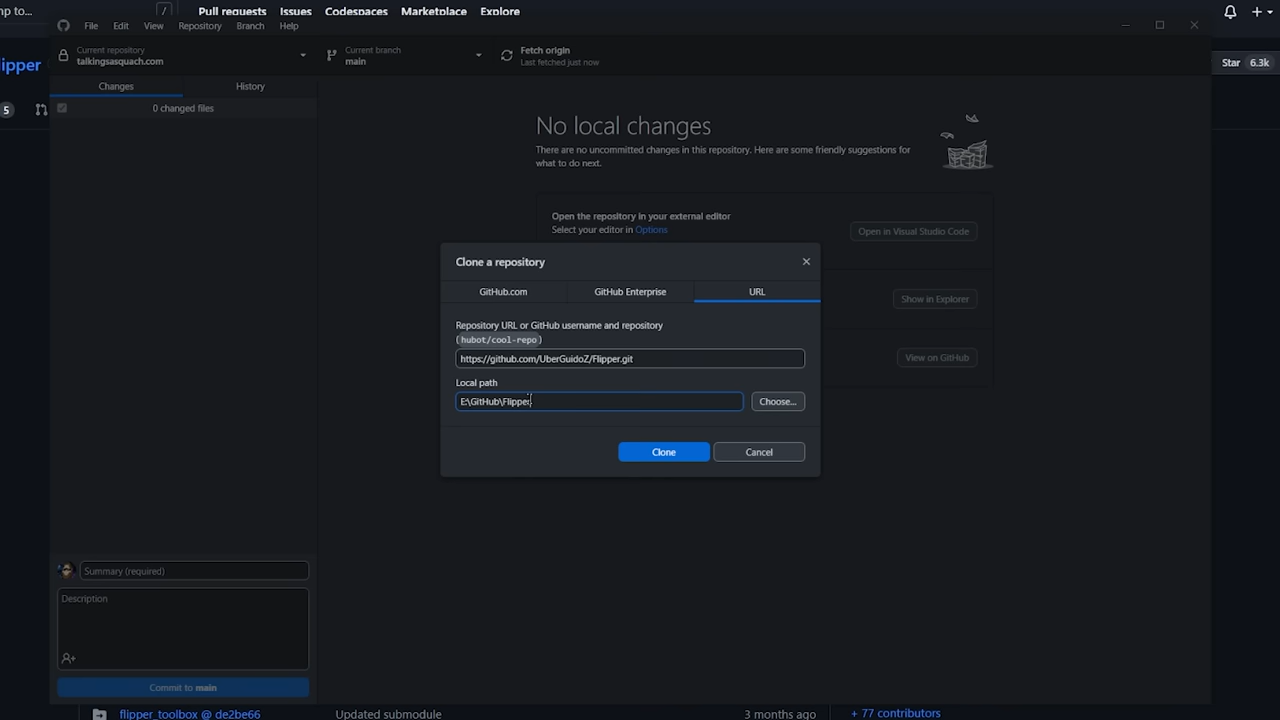 np to...
/
Pull requests Issues Codespaces Marketplace Explore
File Edit View Repository Branch Help
Current repository
talkingsasquach.com
Current branch
main
Fetch origin
Last fetched just now
lipper
Star 6.3k
5
Changes History
0 changed files
No local changes
There are no uncommitted changes in this repository. Here are some friendly suggestions for
what to do next.
Open the repository in your external editor
Select your editor in Options
Open in Visual Studio Code
Show in Explorer
View on GitHub
Clone a repository
GitHub.com GitHub Enterprise URL
Repository URL or GitHub username and repository
(hubot/cool-repo)
https://github.com/UberGuidoZ/Flipper.git
Local path
E:\GitHub\Flipper
Choose...
Clone Cancel
Summary (required)
Description
Commit to main
flipper_toolbox @ de2be66 Updated submodule 3 months ago + 77 contributors